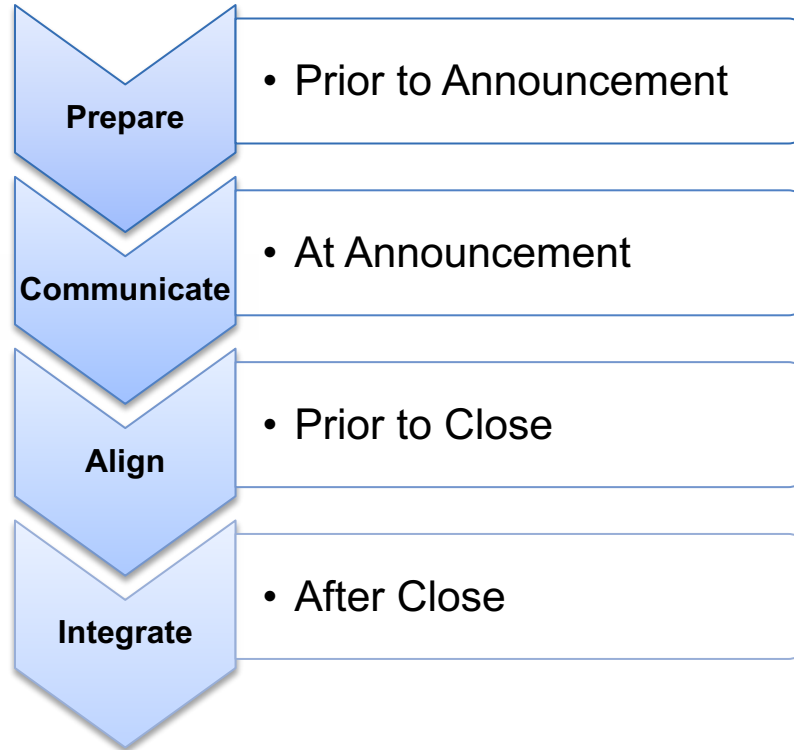 Prepare
• Prior to Announcement
Communicate
• At Announcement
Align
• Prior to Close
Integrate
• After Close